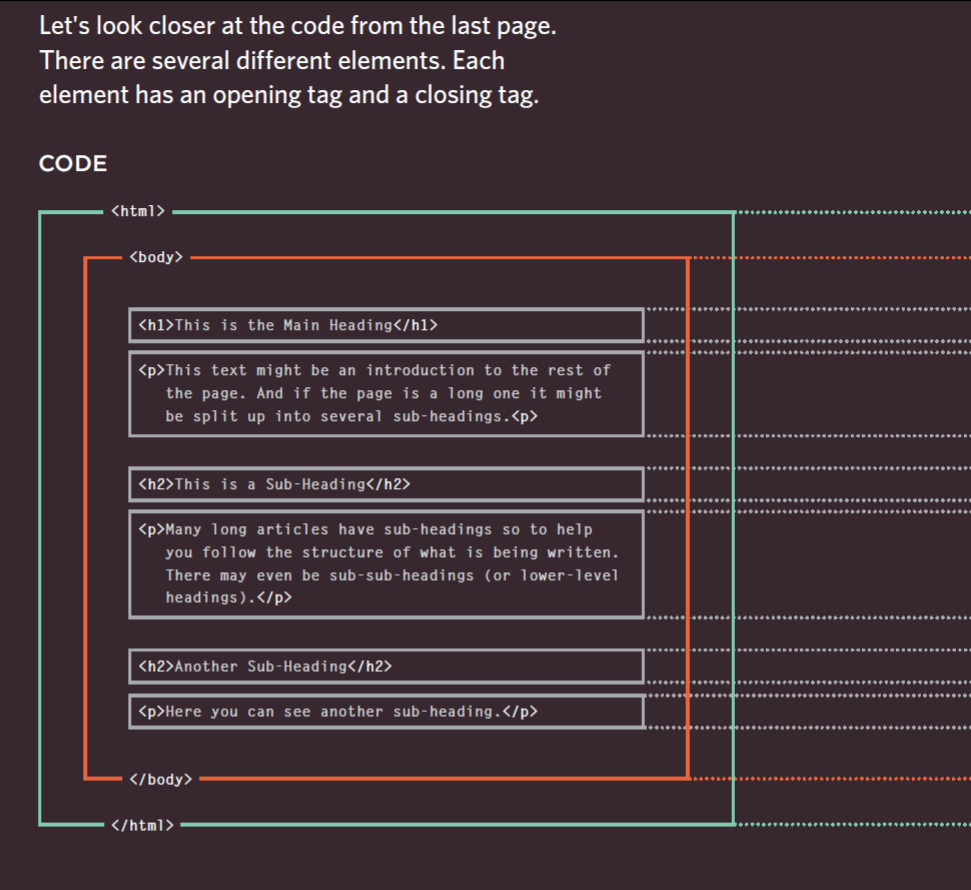 Let's look closer at the code from the last page.
There are several different elements. Each
element has an opening tag and a closing tag.
CODE
<html>
<body>
<h1>This is the Main Heading</h1>
<p>This text might be an introduction to the rest of
the page. And if the page is a long one it might
be split up into several sub-headings.<p>
<h2>This is a Sub-Heading</h2>
<p>Many long articles have sub-headings so to help
you follow the structure of what is being written.
There may even be sub-sub-headings (or lower-level
headings).</p>
<h2>Another Sub-Heading</h2>
<p>Here you can see another sub-heading.</p>
</body>
</html>